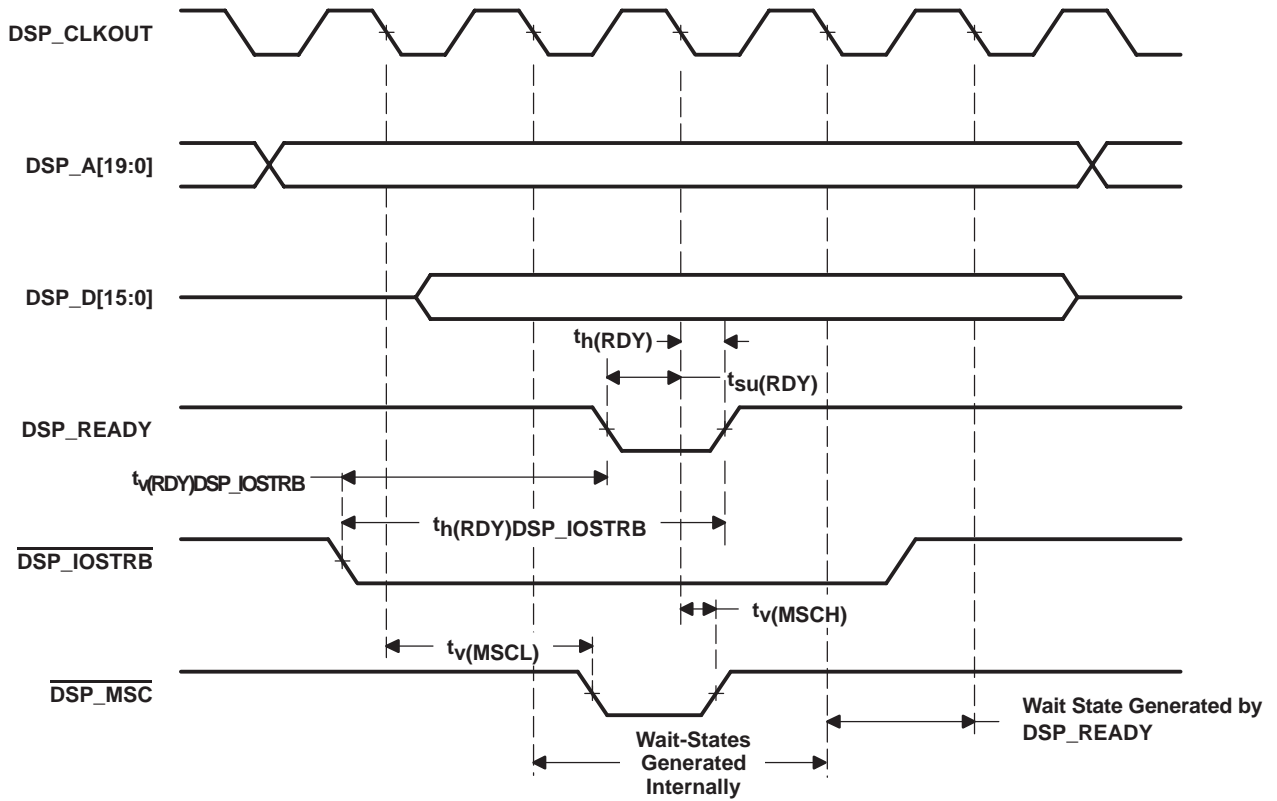 DSP_CLKOUT
DSP_A[19:0]
DSP_D[15:0]
th(RDY)
tsu(RDY)
DSP_READY
tv(RDY)DSP_IOSTRB
th(RDY)DSP_IOSTRB
DSP_IOSTRB
tv(MSCH)
tv(MSCL)
DSP_MSC
Wait State Generated by
DSP_READY
Wait-States
Generated
Internally